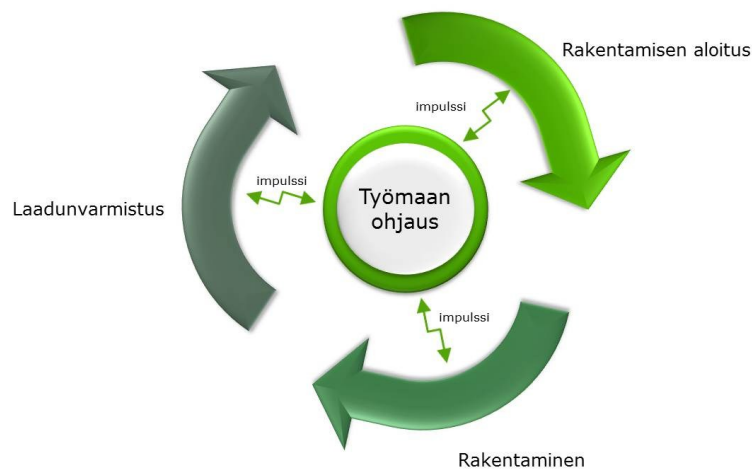 Rakentamisen aloitus
impulssi
impulssi
Työmaan
ohjaus
Laadunvarmistus
impulssi
Rakentaminen